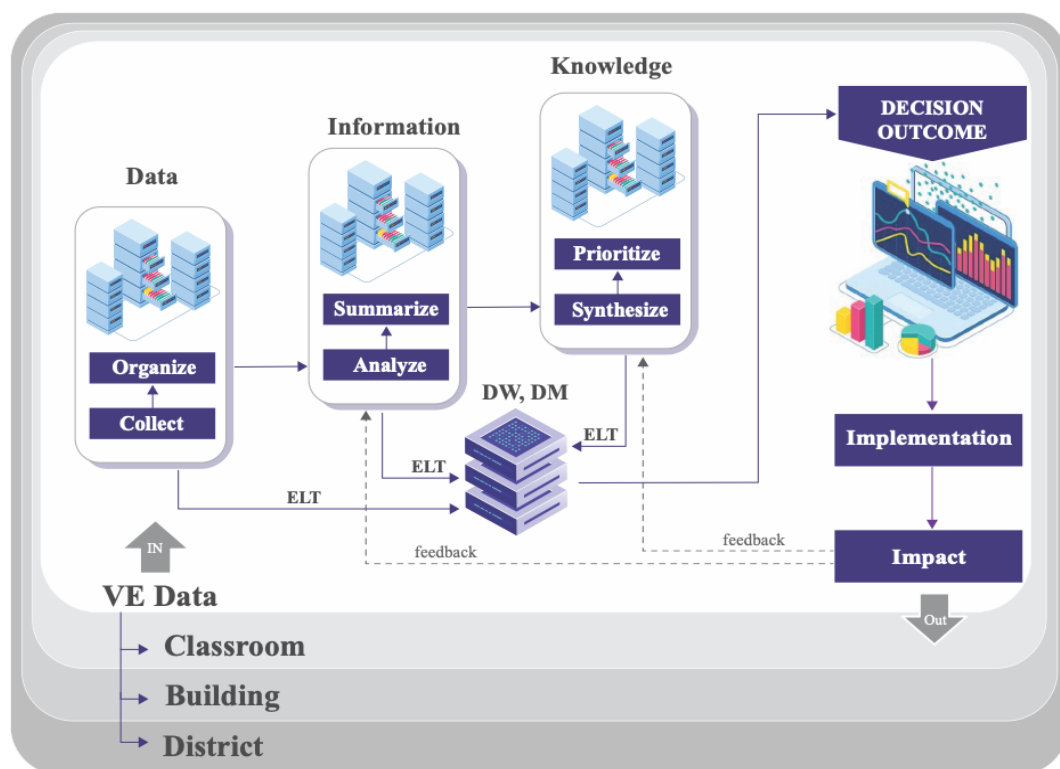 Knowledge
DECISION
OUTCOME
Information
Data
Prioritize
Synthesize
Summarize
Analyze
Organize
Collect
DW, DM
ELT
ELT
ELT
Implementation
feedback
feedback
Impact
IN
VE Data
Out
Classroom
Building
District